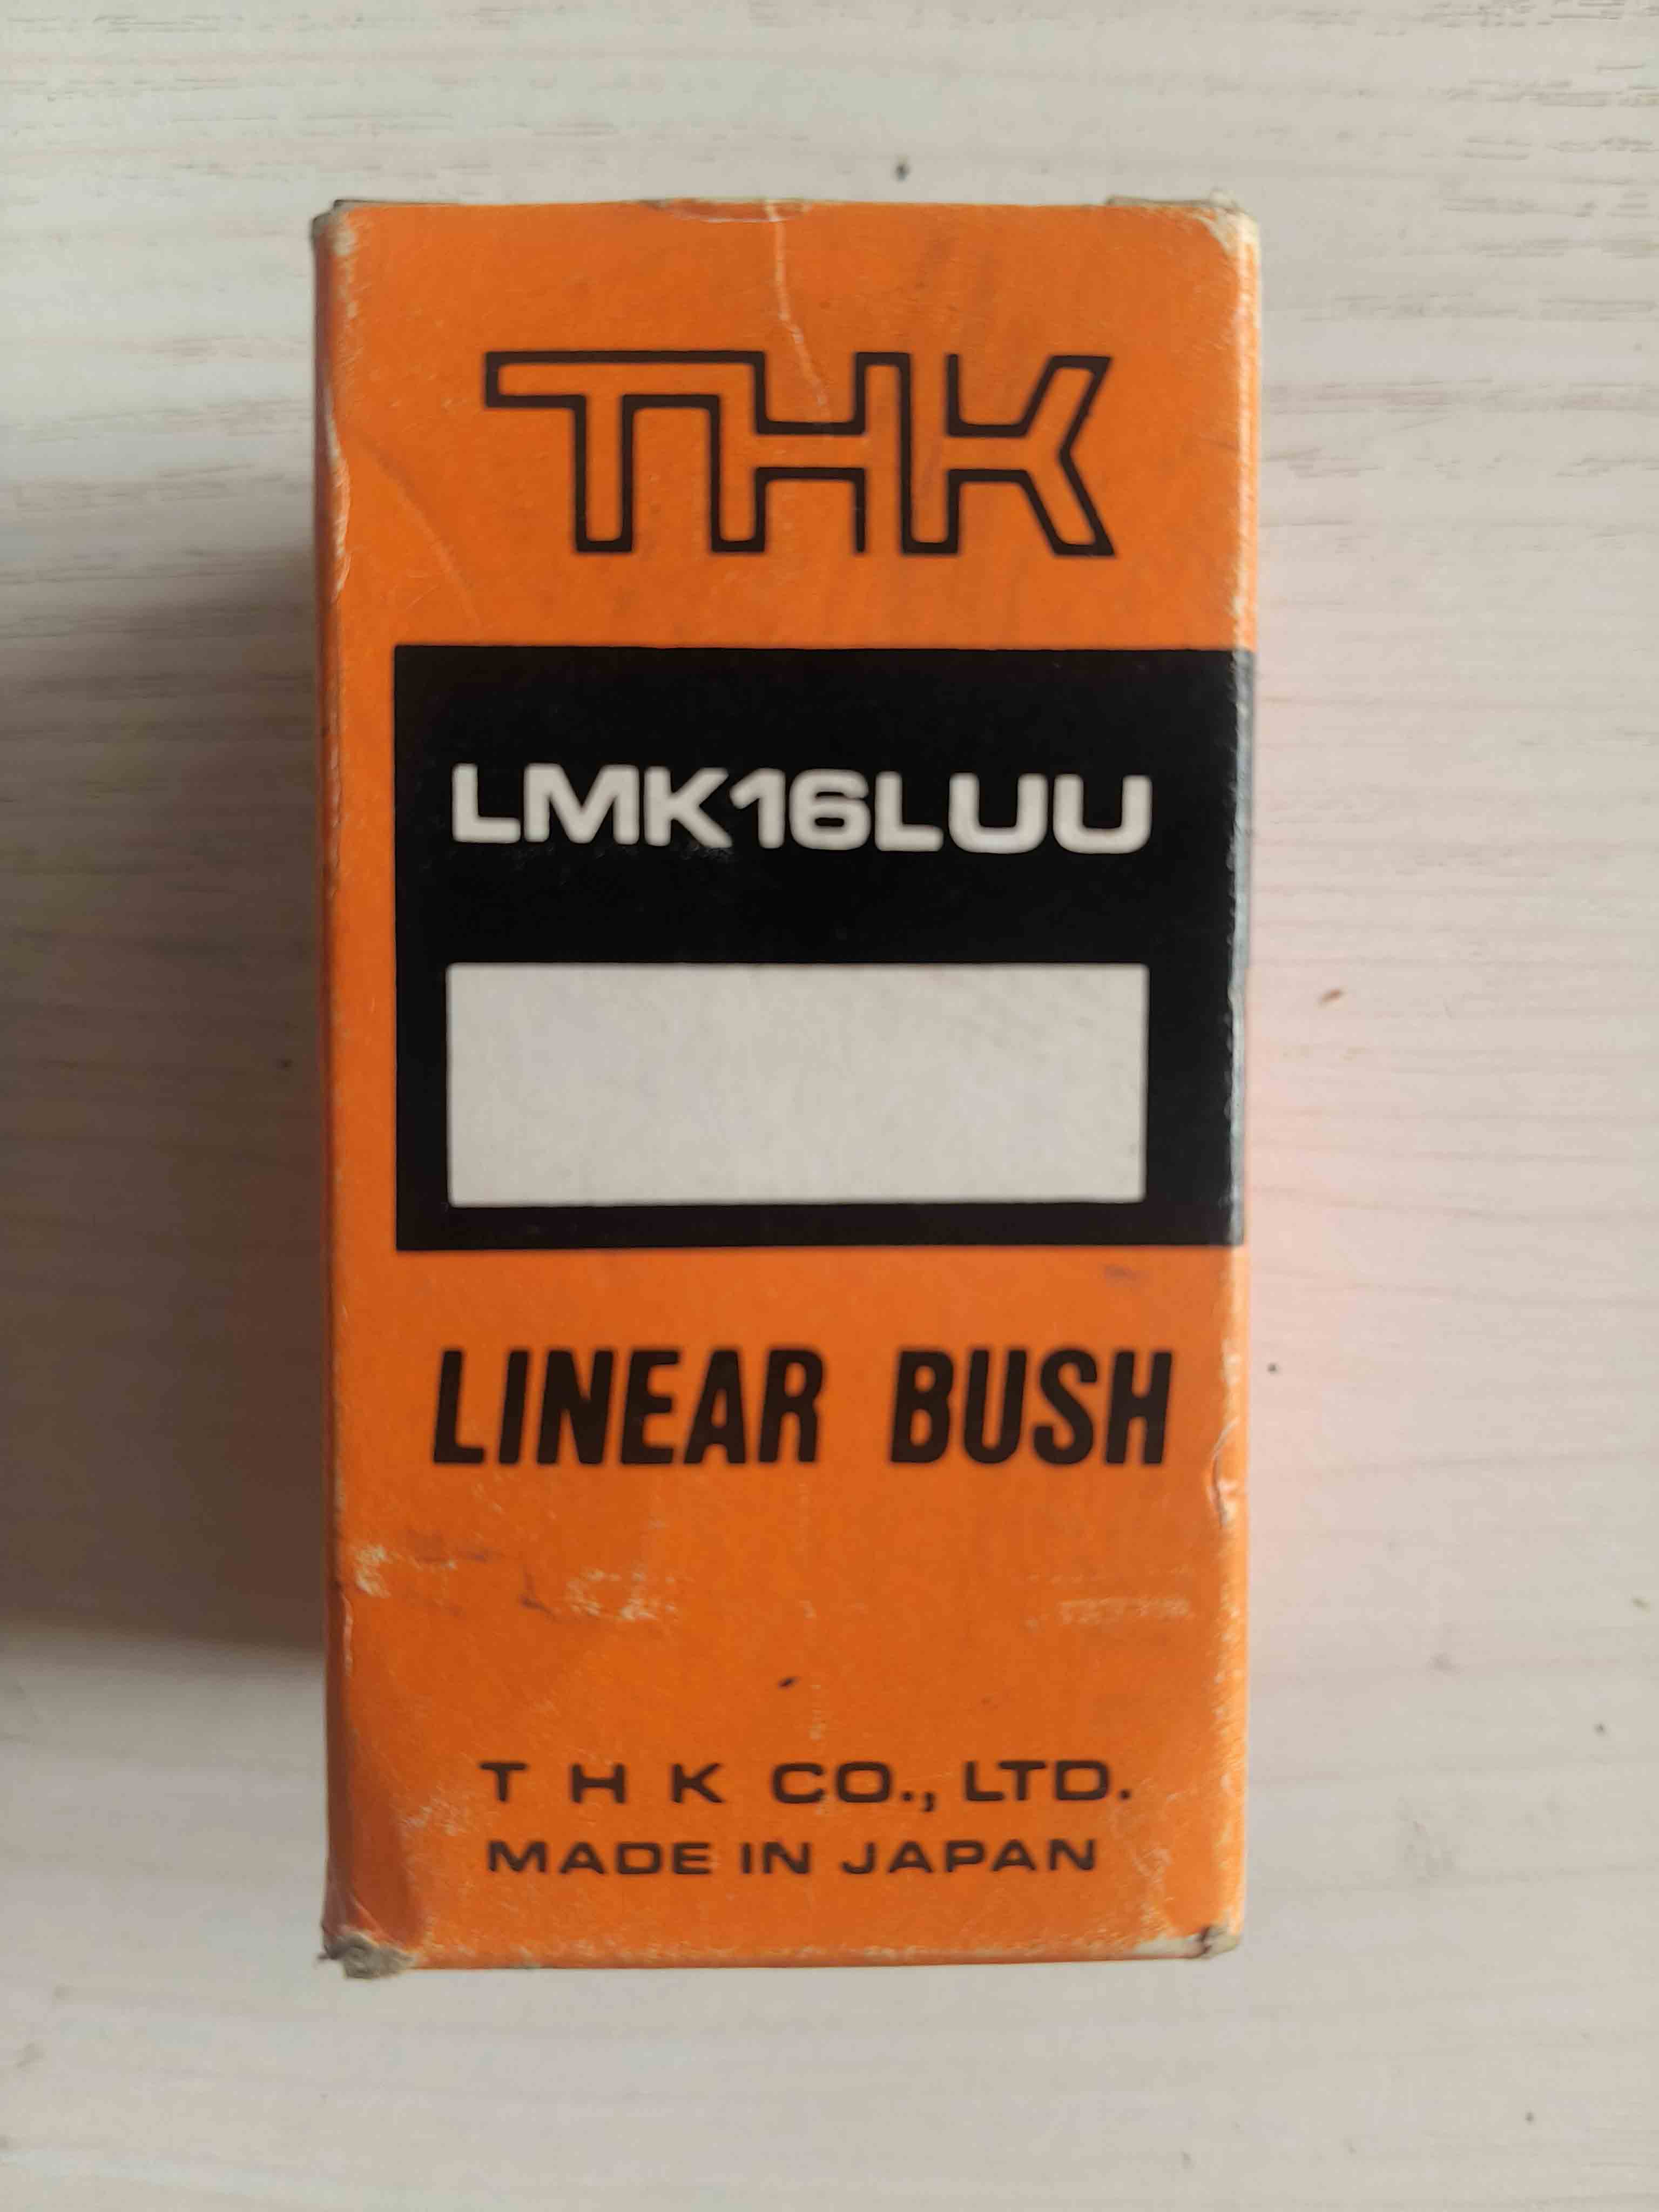 THK
LMK16LUU
LINEAR BUSH
T H K CO., LTD.
MADE IN JAPAN